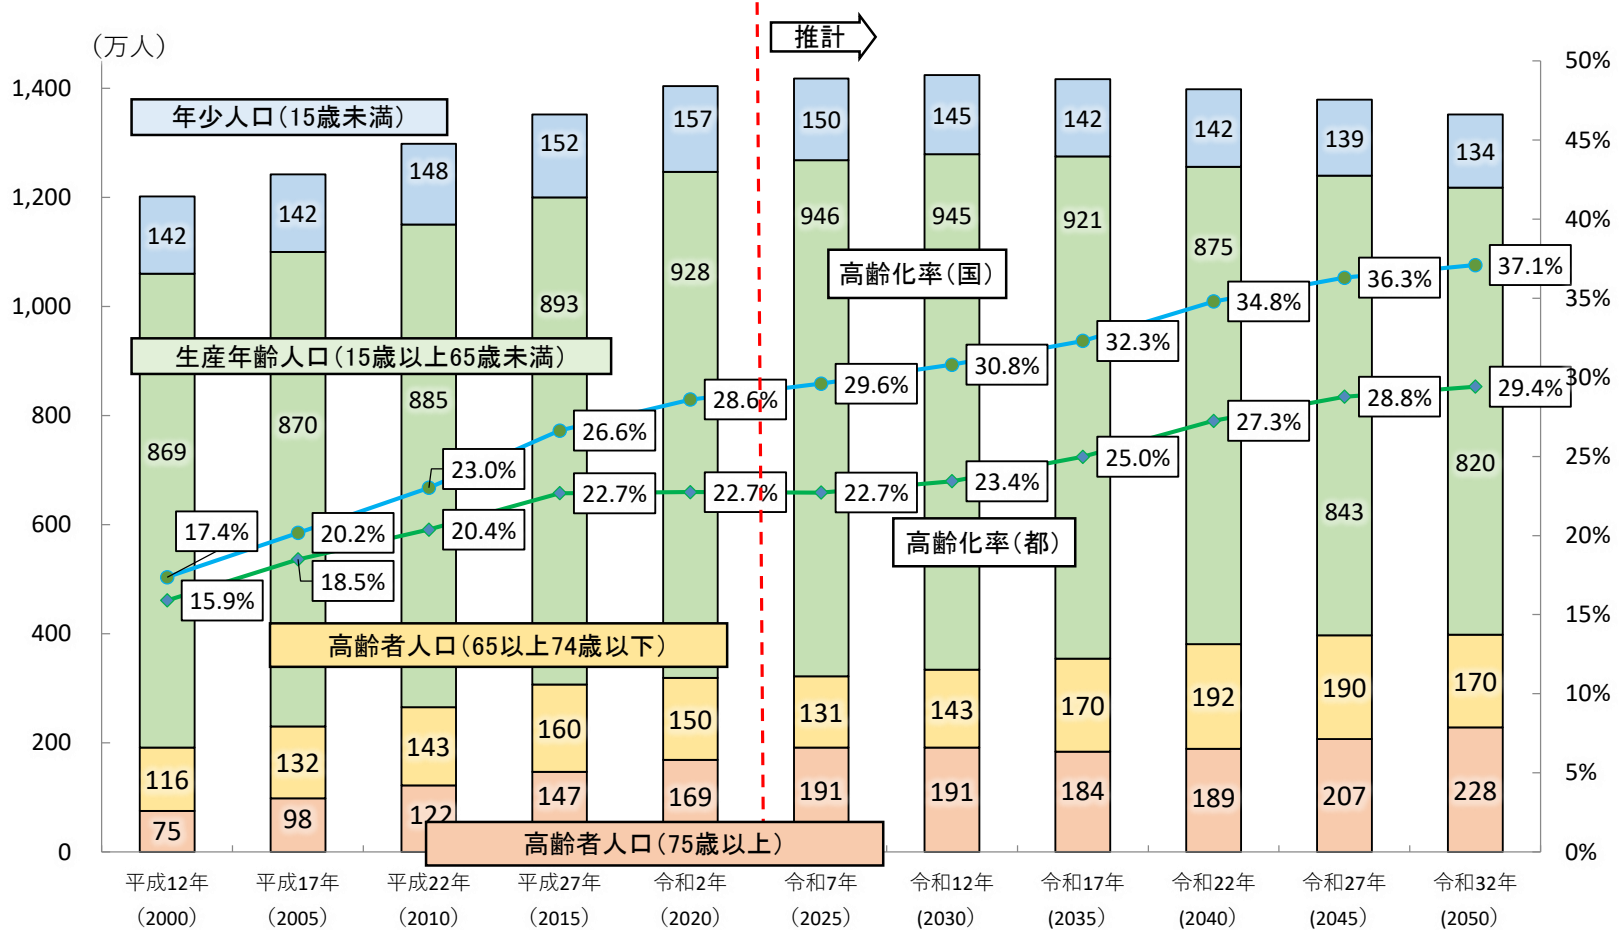 推計
（万人）
50%
1,400
年少人口（15歳未満）
142 142 148 152 157 150 145 142 142 139 134
45%
1,200
40%
869 870 885 893 928 946 945 921 875 843 820
高齢化率（国）
1,000
35%
生産年齢人口（15歳以上65歳未満）
17.4% 20.2% 23.0% 26.6% 28.6% 29.6% 30.8% 32.3% 34.8% 36.3% 37.1%
800
30%
15.9% 18.5% 20.4% 22.7% 22.7% 22.7% 23.4% 25.0% 27.3% 28.8% 29.4%
25%
600
20%
高齢化率（都）
400
15%
高齢者人口（65以上74歳以下）
116 132 143 160 150 131 143 170 192 190 170
10%
200
75 98 122 147 169 191 191 184 189 207 228
5%
高齢者人口（75歳以上）
0
0%
平成12年 平成17年 平成22年 平成27年 令和2年 令和7年 令和12年 令和17年 令和22年 令和27年 令和32年
（2000） （2005） （2010） （2015） （2020） （2025） (2030) (2035) (2040) (2045) (2050)